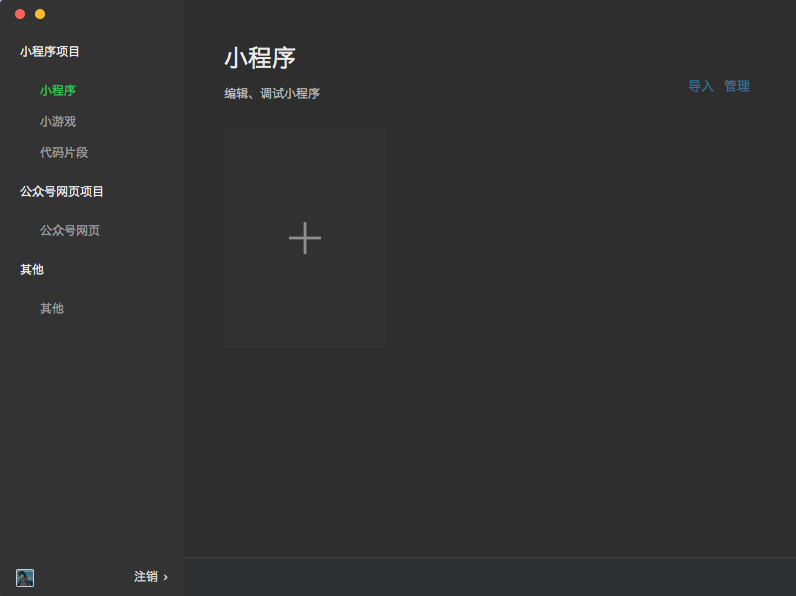 小程序项目
小程序
小游戏
代码片段
公众号网页项目
公众号网页
其他
其他
注销 ›
小程序
编辑、调试小程序
导入 管理